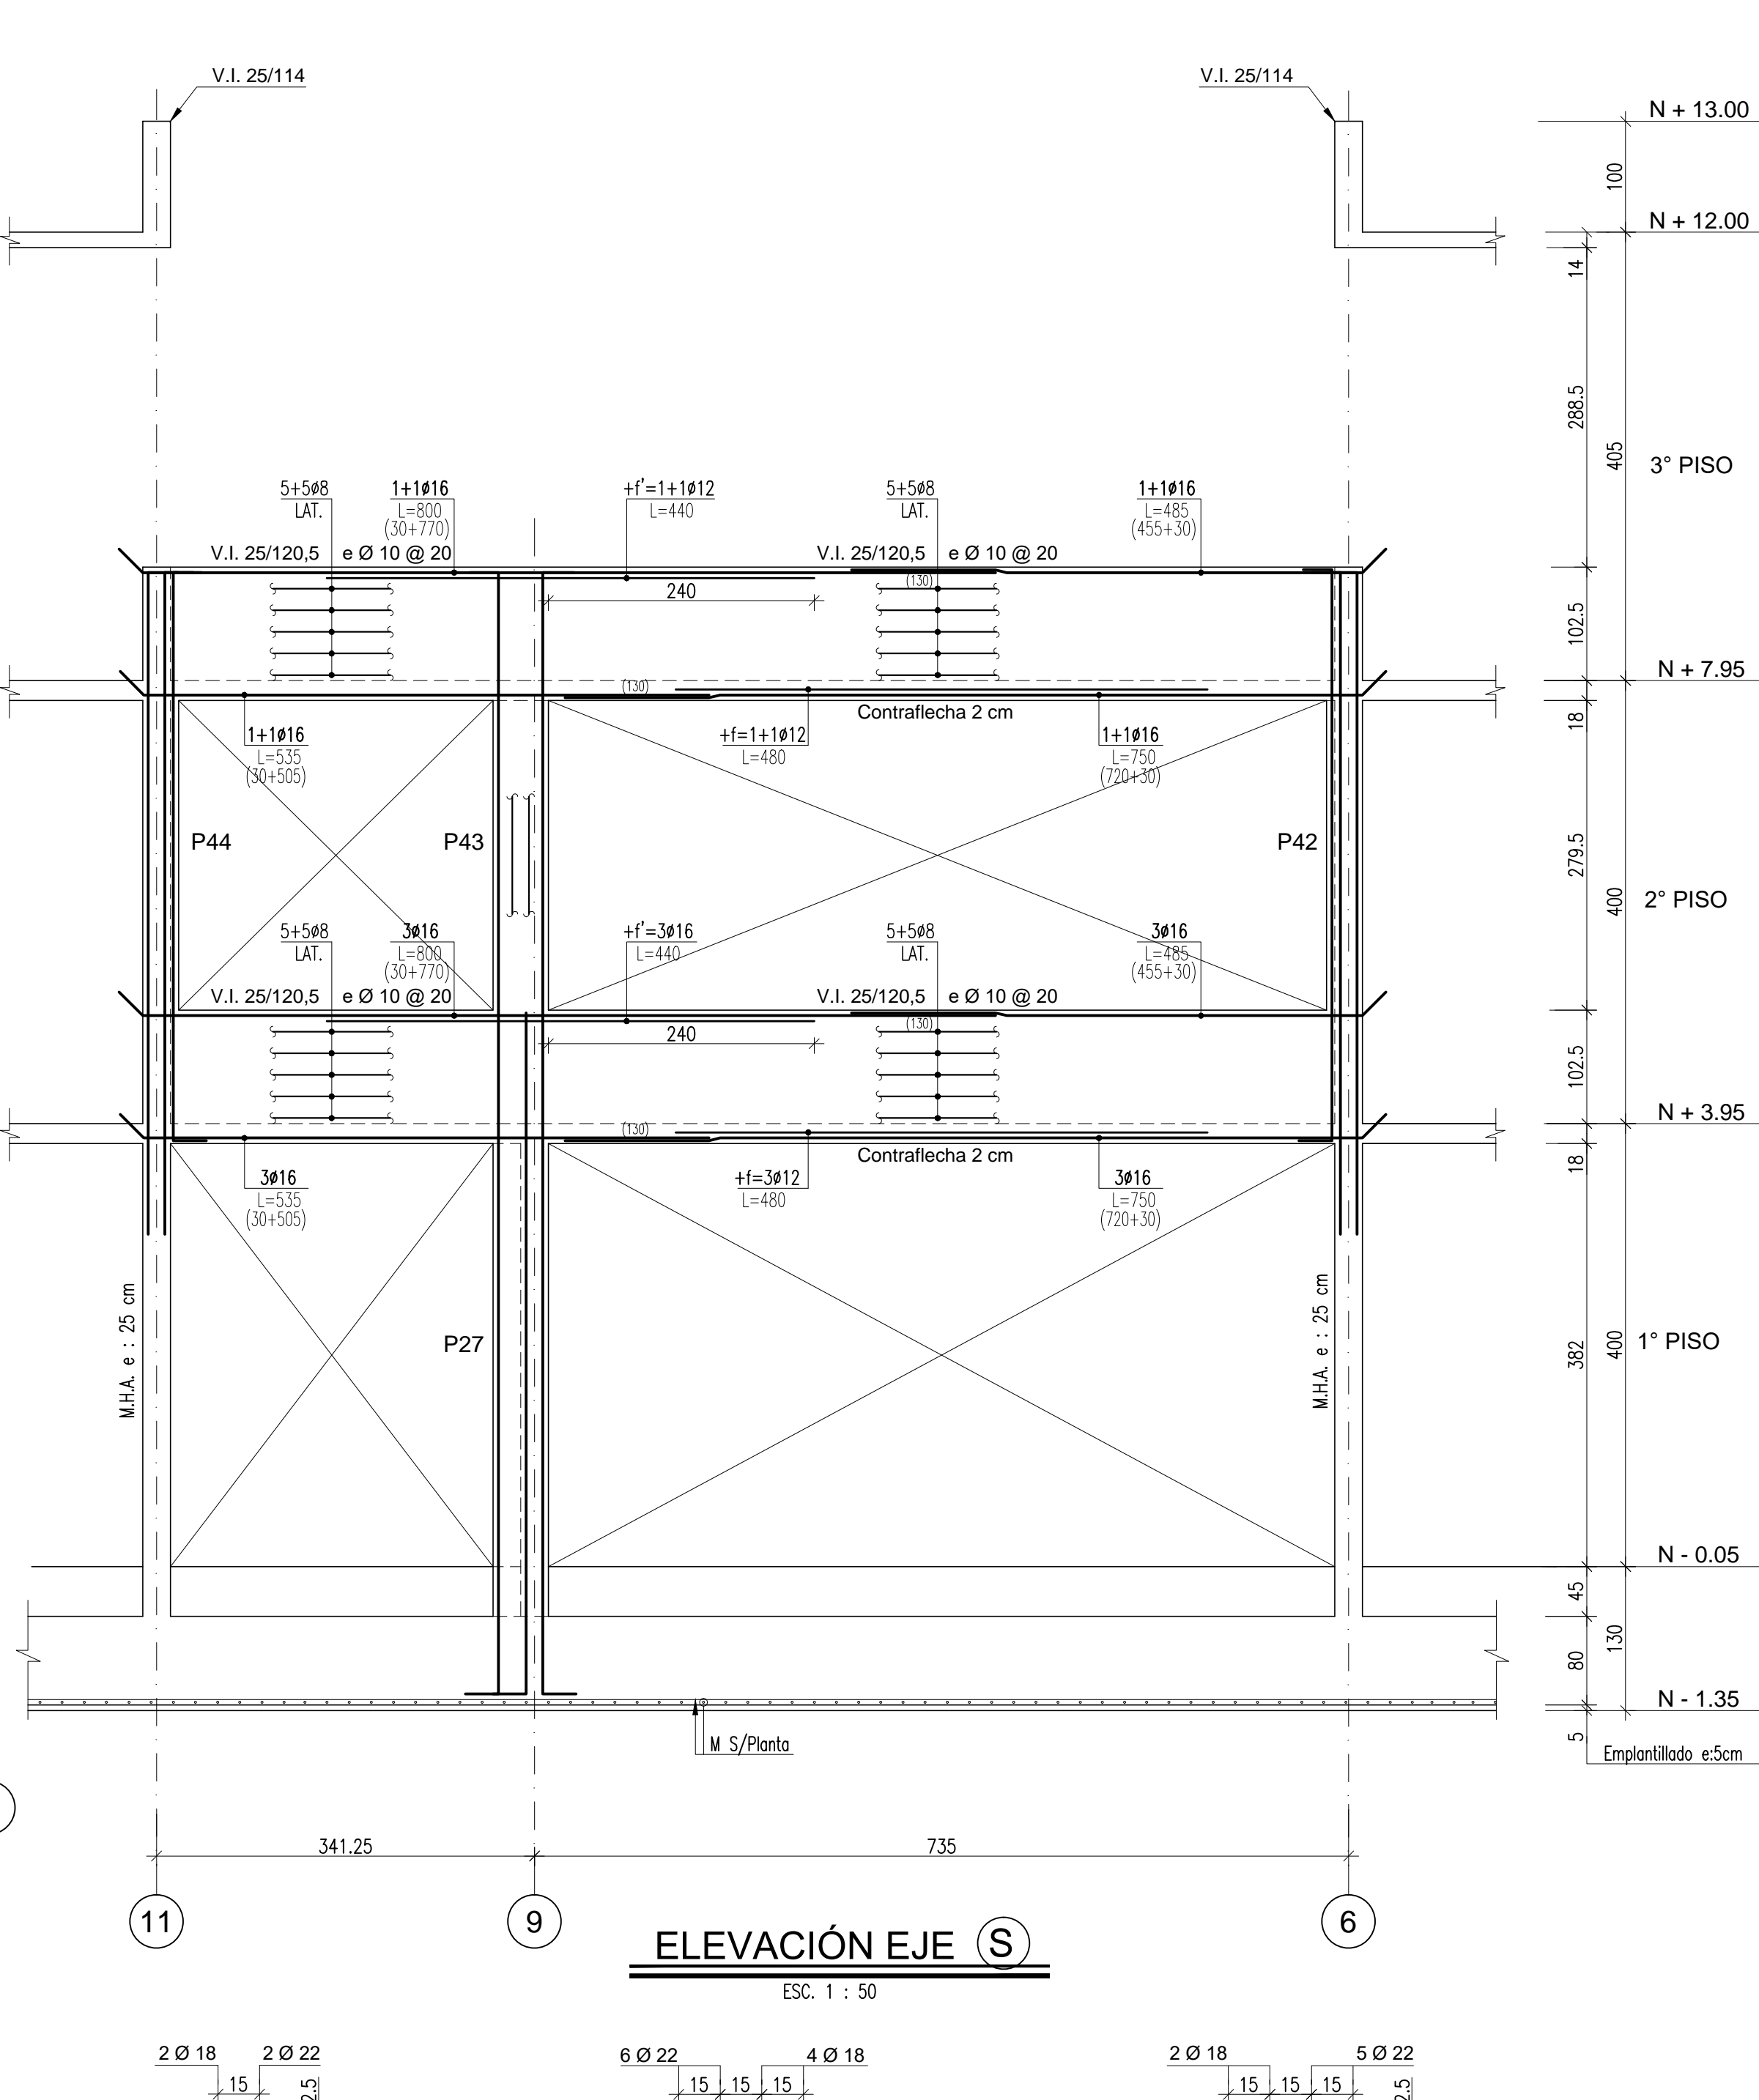 V.I. 25/114
V.I. 25/114
N + 13.00
100
N + 12.00
14
288.5
405
3° PISO
5+5ø8
LAT.
1+1ø16
L=800
(30+770)
+f'=1+1ø12
L=440
5+5ø8
LAT.
1+1ø16
L=485
(455+30)
V.I. 25/120,5 e Ø 10 @ 20
V.I. 25/120,5 e Ø 10 @ 20
(130)
240
102.5
N + 7.95
(130)
Contraflecha 2 cm
18
1+1ø16
L=535
(30+505)
+f=1+1ø12
L=480
1+1ø16
L=750
(720+30)
P44
P43
P42
279.5
400
2° PISO
5+5ø8
LAT.
3ø16
L=800
(30+770)
+f'=3ø16
L=440
5+5ø8
LAT.
3ø16
L=485
(455+30)
V.I. 25/120,5 e Ø 10 @ 20
V.I. 25/120,5 e Ø 10 @ 20
(130)
240
102.5
N + 3.95
(130)
Contraflecha 2 cm
18
3ø16
L=535
(30+505)
+f=3ø12
L=480
3ø16
L=750
(720+30)
M.H.A. e : 25 cm
P27
M.H.A. e : 25 cm
382
400
1° PISO
N - 0.05
45
130
80
N - 1.35
5
M S/Planta
Emplantillado e:5cm
341.25
735
11
9
6
ELEVACIÓN EJE S
ESC. 1 : 50
2 Ø 18
2 Ø 22
6 Ø 22
4 Ø 18
2 Ø 18
5 Ø 22
15
15
15
15
15
15
15
2.5
2.5